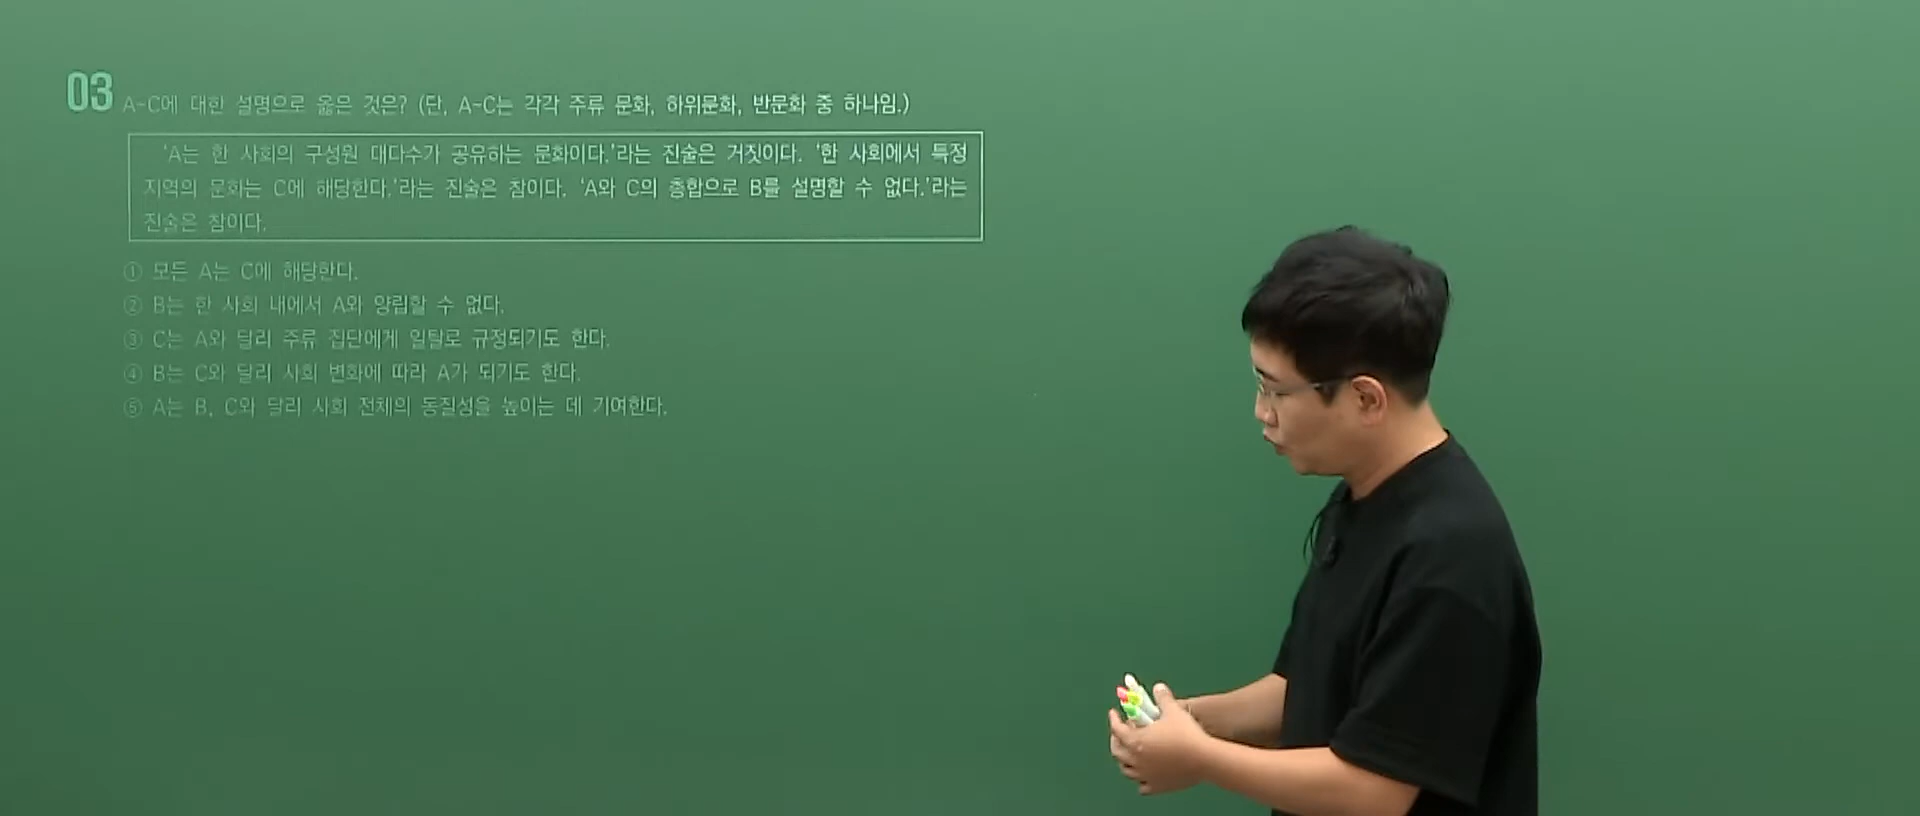 03 A~C에 대한 설명으로 옳은 것은? (단, A~C는 각각 주류 문화, 하위문화, 반문화 중 하나임.)
'A는 한 사회의 구성원 대다수가 공유하는 문화이다.'라는 진술은 거짓이다. '한 사회에서 특정
지역의 문화는 C에 해당한다.'라는 진술은 참이다. 'A와 C의 총합으로 B를 설명할 수 없다.'라는
진술은 참이다.
① 모든 A는 C에 해당한다.
② B는 한 사회 내에서 A와 양립할 수 없다.
③ C는 A와 달리 주류 집단에게 일탈로 규정되기도 한다.
④ B는 C와 달리 사회 변화에 따라 A가 되기도 한다.
⑤ A는 B, C와 달리 사회 전체의 동질성을 높이는 데 기여한다.